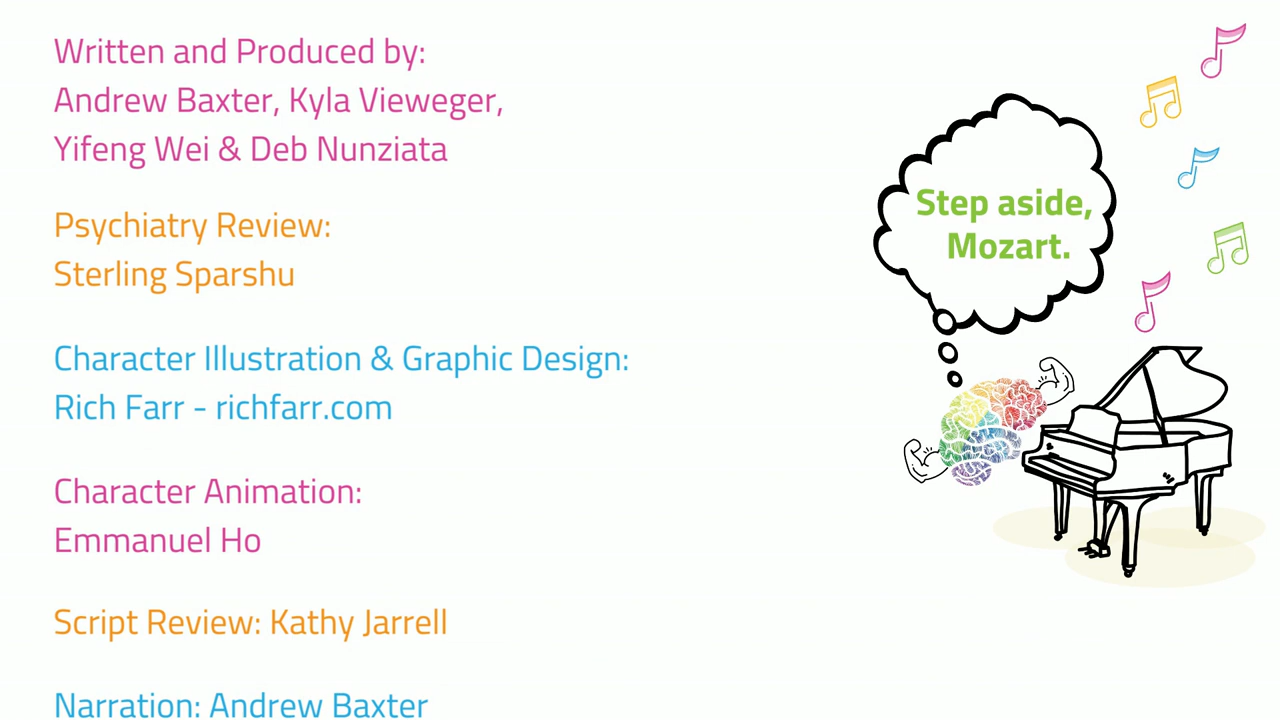 Written and Produced by:
Andrew Baxter, Kyla Vieweger,
Yifeng Wei & Deb Nunziata
Psychiatry Review:
Sterling Sparshu
Character Illustration & Graphic Design:
Rich Farr - richfarr.com
Character Animation:
Emmanuel Ho
Script Review: Kathy Jarrell
Narration: Andrew Baxter
Step aside,
Mozart.